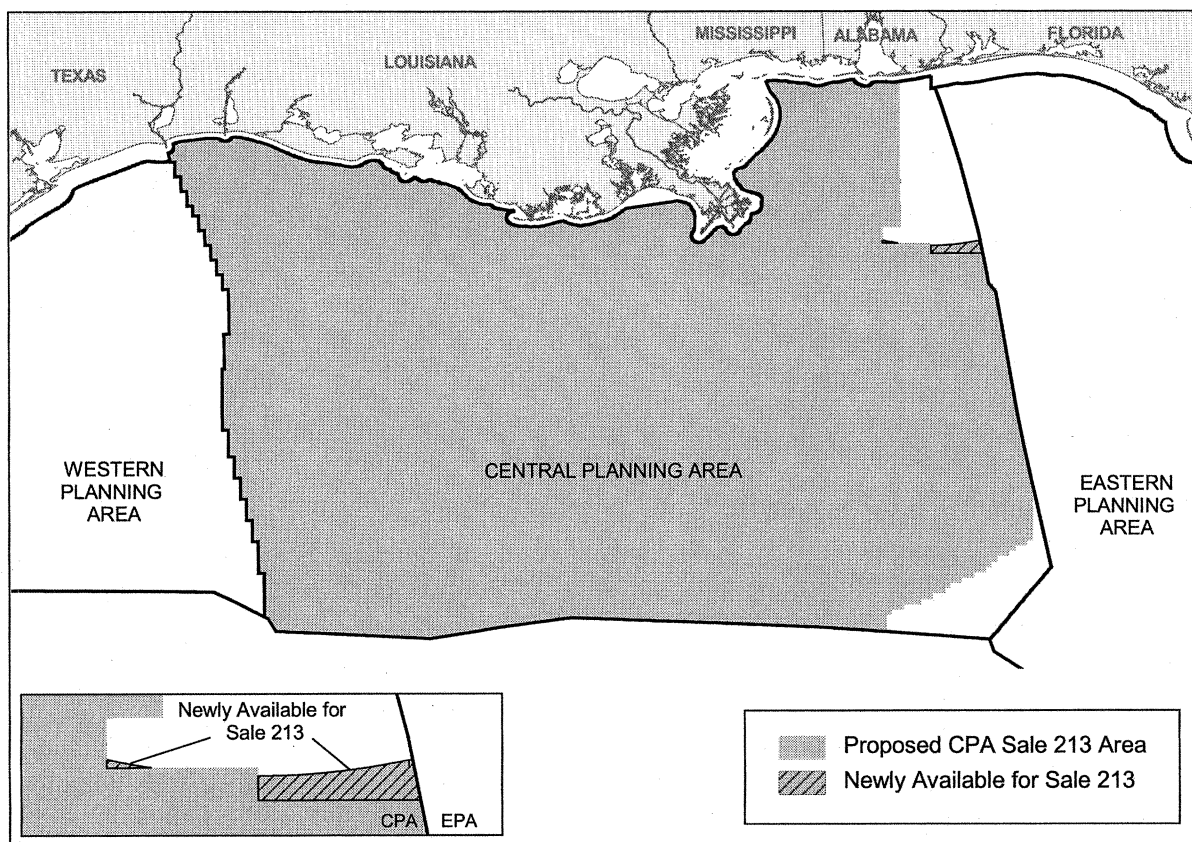 MISSISSIPPI
ALABAMA
FLORIDA
TEXAS
LOUISIANA
WESTERN
PLANNING
AREA
CENTRAL PLANNING AREA
EASTERN
PLANNING
AREA
Newly Available for
Sale 213
CPA
EPA
Proposed CPA Sale 213 Area
Newly Available for Sale 213